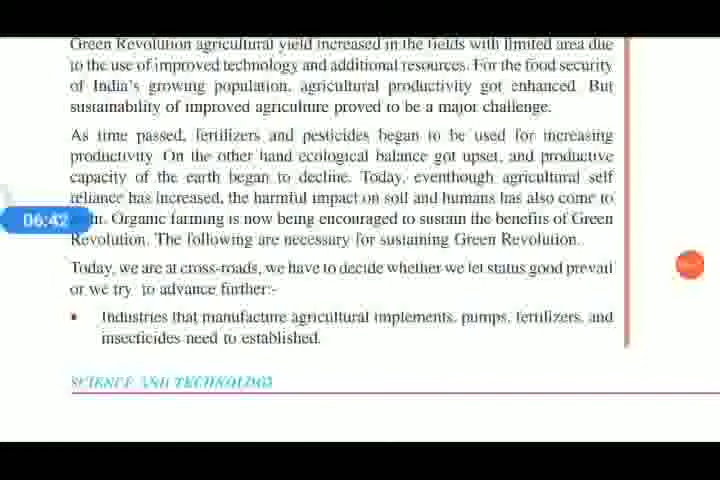 Green Revolution agricultural yield increased in the fields with limited area due
to the use of improved technology and additional resources. For the food security
of India's growing population, agricultural productivity got enhanced. But
sustainability of improved agriculture proved to be a major challenge.
As time passed, fertilizers and pesticides began to be used for increasing
productivity. On the other hand ecological balance got upset, and productive
capacity of the earth began to decline. Today, eventhough agricultural self
reliance has increased, the harmful impact on soil and humans has also come to
06:42
Organic farming is now being encouraged to sustain the benefits of Green
Revolution. The following are necessary for sustaining Green Revolution.
Today, we are at cross-roads, we have to decide whether we let status good prevail
or we try to advance further:-
• Industries that manufacture agricultural implements, pumps, fertilizers, and
insecticides need to established.
SCIENCE AND TECHNOLOGY